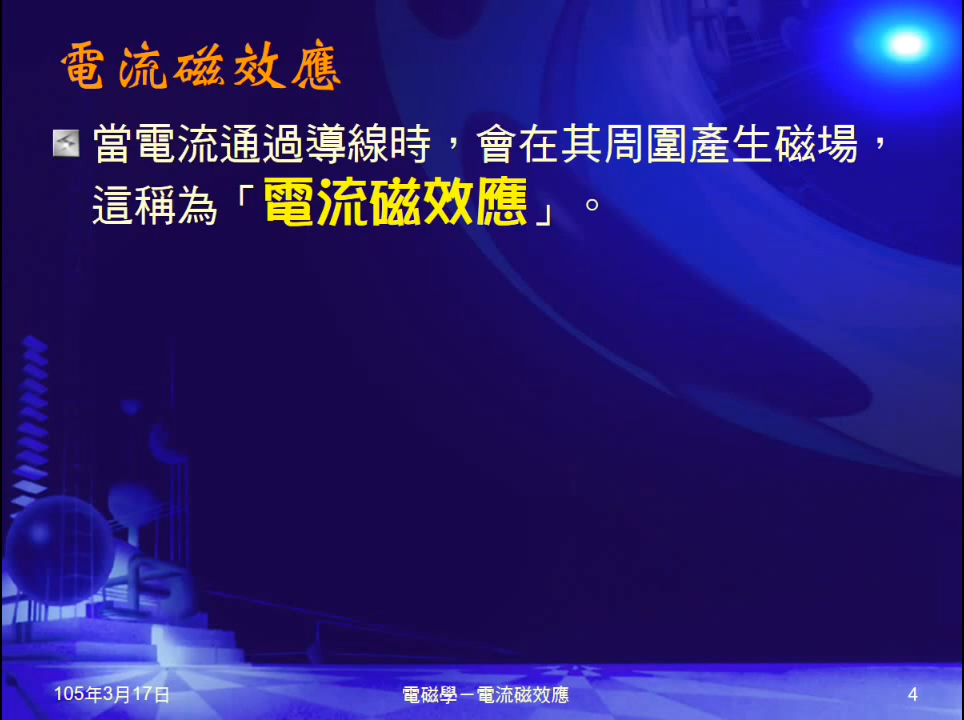 電流磁效應
當電流通過導線時，會在其周圍產生磁場，
這稱為「電流磁效應」。
105年3月17日
電磁學－電流磁效應
4